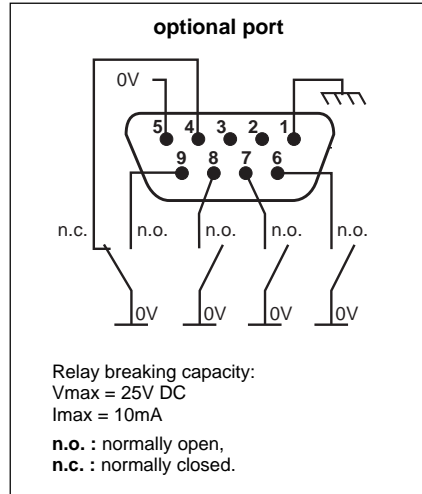 optional port
0V
5 4 3 2 1
9 8 7 6
n.c. n.o. n.o. n.o. n.o.
0V 0V 0V 0V
Relay breaking capacity:
Vmax = 25V DC
Imax = 10mA
n.o. : normally open,
n.c. : normally closed.